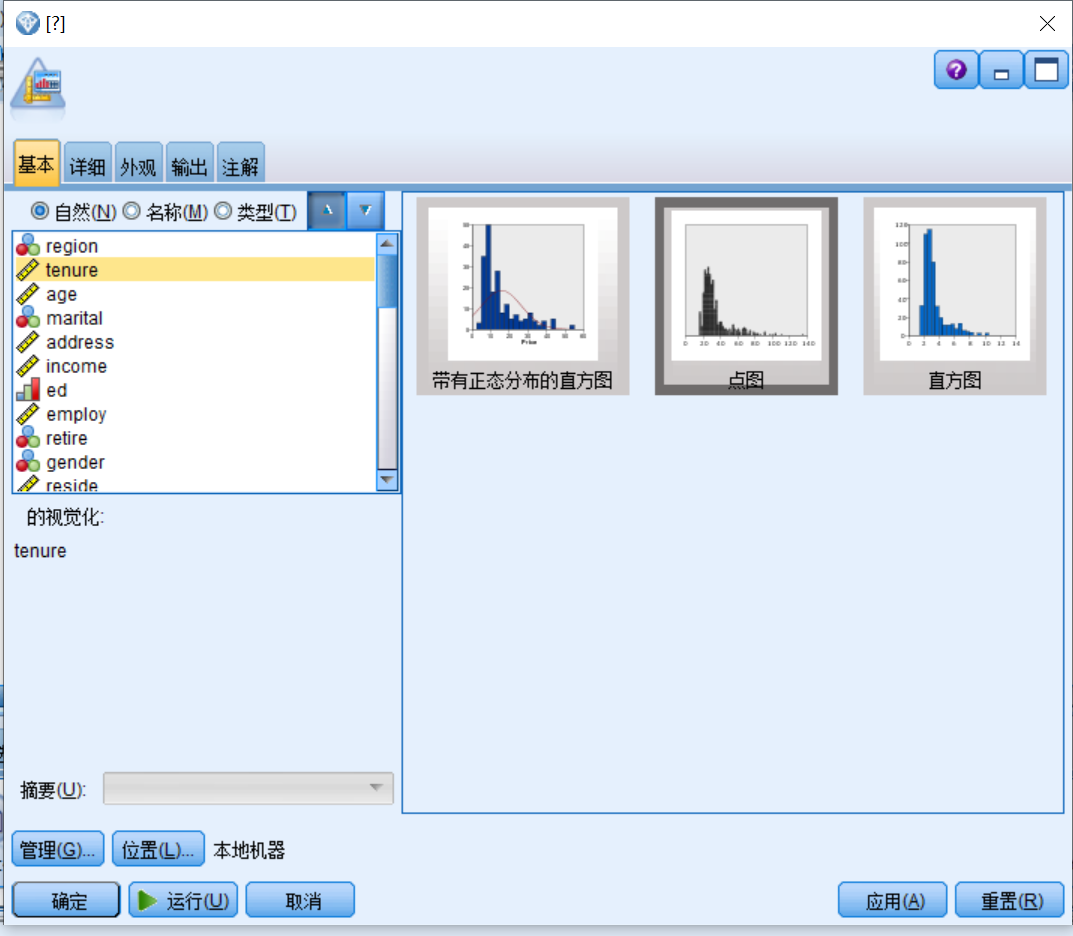 [?]
基本 详细 外观 输出 注解
自然(N) 名称(M) 类型(T)
region
tenure
age
marital
address
income
ed
employ
retire
gender
reside
的视觉化:
tenure
摘要(U):
Price
带有正态分布的直方图
点图
直方图
管理(G)... 位置(L)... 本地机器
确定 运行(U) 取消 应用(A) 重置(R)